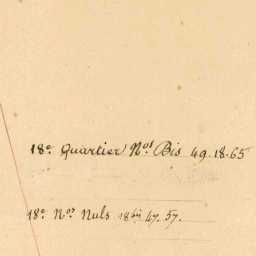 18e Quartier Nos Bis 49.18.65
18e Nos Nuls 18bis 47.57.